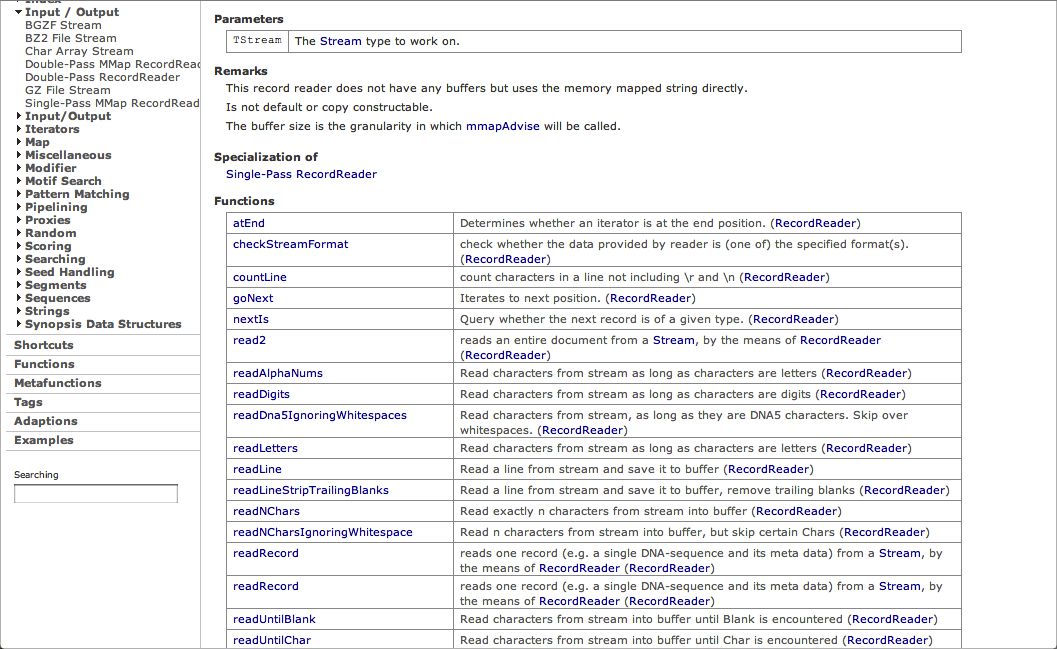 Input / Output
BGZF Stream
BZ2 File Stream
Char Array Stream
Double-Pass MMap RecordRead
Double-Pass RecordReader
GZ File Stream
Single-Pass MMap RecordRead
Input/Output
Iterators
Map
Miscellaneous
Modifier
Motif Search
Pattern Matching
Pipelining
Proxies
Random
Scoring
Searching
Seed Handling
Segments
Sequences
Strings
Synopsis Data Structures
Shortcuts
Functions
Metafunctions
Tags
Adaptions
Examples
Searching
Parameters
TStream The Stream type to work on.
Remarks
This record reader does not have any buffers but uses the memory mapped string directly.
Is not default or copy constructable.
The buffer size is the granularity in which mmapAdvise will be called.
Specialization of
Single-Pass RecordReader
Functions
atEnd Determines whether an iterator is at the end position. (RecordReader)
checkStreamFormat check whether the data provided by reader is (one of) the specified format(s).
(RecordReader)
countLine count characters in a line not including \r and \n (RecordReader)
goNext Iterates to next position. (RecordReader)
nextIs Query whether the next record is of a given type. (RecordReader)
read2 reads an entire document from a Stream, by the means of RecordReader
(RecordReader)
readAlphaNums Read characters from stream as long as characters are letters (RecordReader)
readDigits Read characters from stream as long as characters are digits (RecordReader)
readDna5IgnoringWhitespaces Read characters from stream, as long as they are DNA5 characters. Skip over
whitespaces. (RecordReader)
readLetters Read characters from stream as long as characters are letters (RecordReader)
readLine Read a line from stream and save it to buffer (RecordReader)
readLineStripTrailingBlanks Read a line from stream and save it to buffer, remove trailing blanks (RecordReader)
readNChars Read exactly n characters from stream into buffer (RecordReader)
readNCharsIgnoringWhitespace Read n characters from stream into buffer, but skip certain Chars (RecordReader)
readRecord reads one record (e.g. a single DNA-sequence and its meta data) from a Stream, by
the means of RecordReader (RecordReader)
readRecord reads one record (e.g. a single DNA-sequence and its meta data) from a Stream, by
the means of RecordReader (RecordReader)
readUntilBlank Read characters from stream into buffer until Blank is encountered (RecordReader)
readUntilChar Read characters from stream into buffer until Char is encountered (RecordReader)